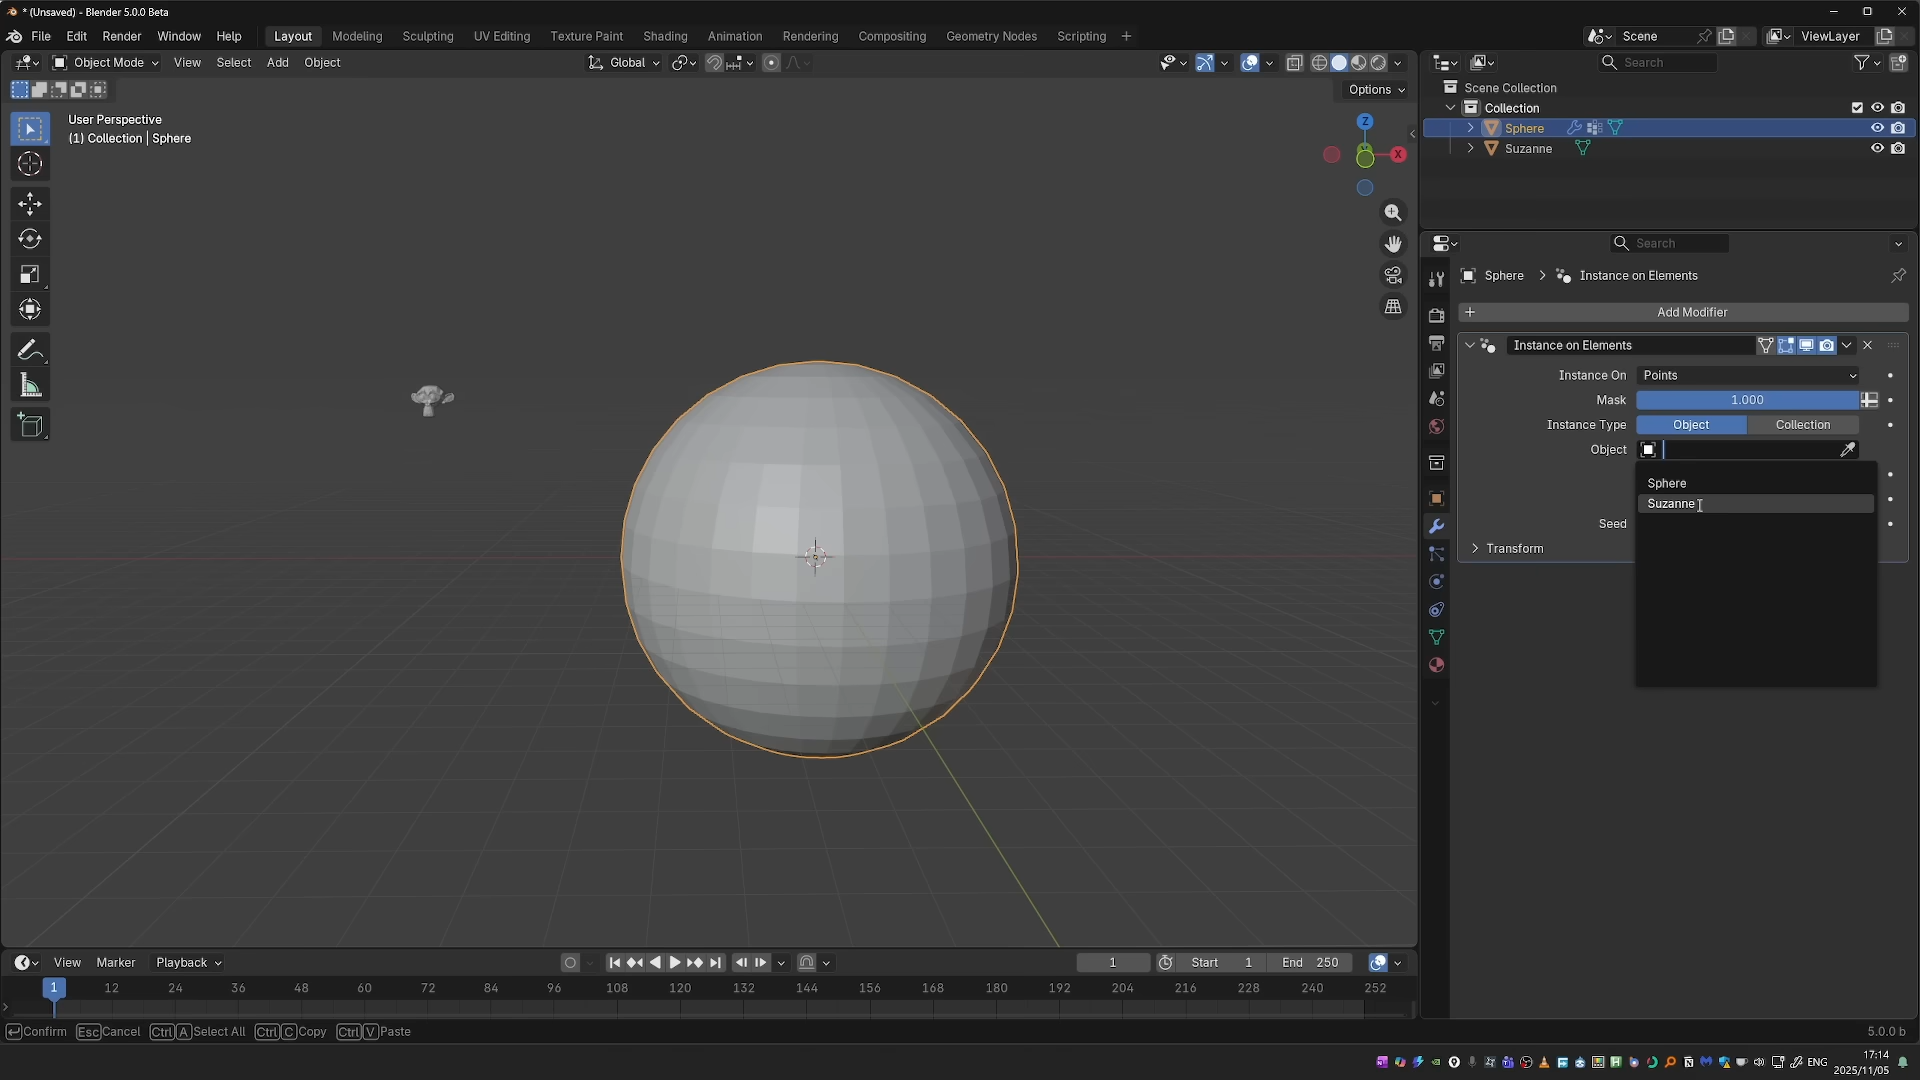 * (Unsaved) - Blender 5.0.0 Beta
File Edit Render Window Help Layout Modeling Sculpting UV Editing Texture Paint Shading Animation Rendering Compositing Geometry Nodes Scripting + Scene ViewLayer
Object Mode View Select Add Object Global Search
Options
User Perspective
(1) Collection | Sphere
Z
Y
X
Scene Collection
Collection
Sphere
Suzanne
Search
Sphere > Instance on Elements
+ Add Modifier
Instance on Elements
Instance On Points
Mask 1.000
Instance Type Object Collection
Object
Sphere
Suzanne
Seed
Transform
View Marker Playback 1 Start 1 End 250
1 12 24 36 48 60 72 84 96 108 120 132 144 156 168 180 192 204 216 228 240 252
Confirm Esc Cancel Ctrl A Select All Ctrl C Copy Ctrl V Paste 5.0.0 b
ENG 17:14
2025/11/05